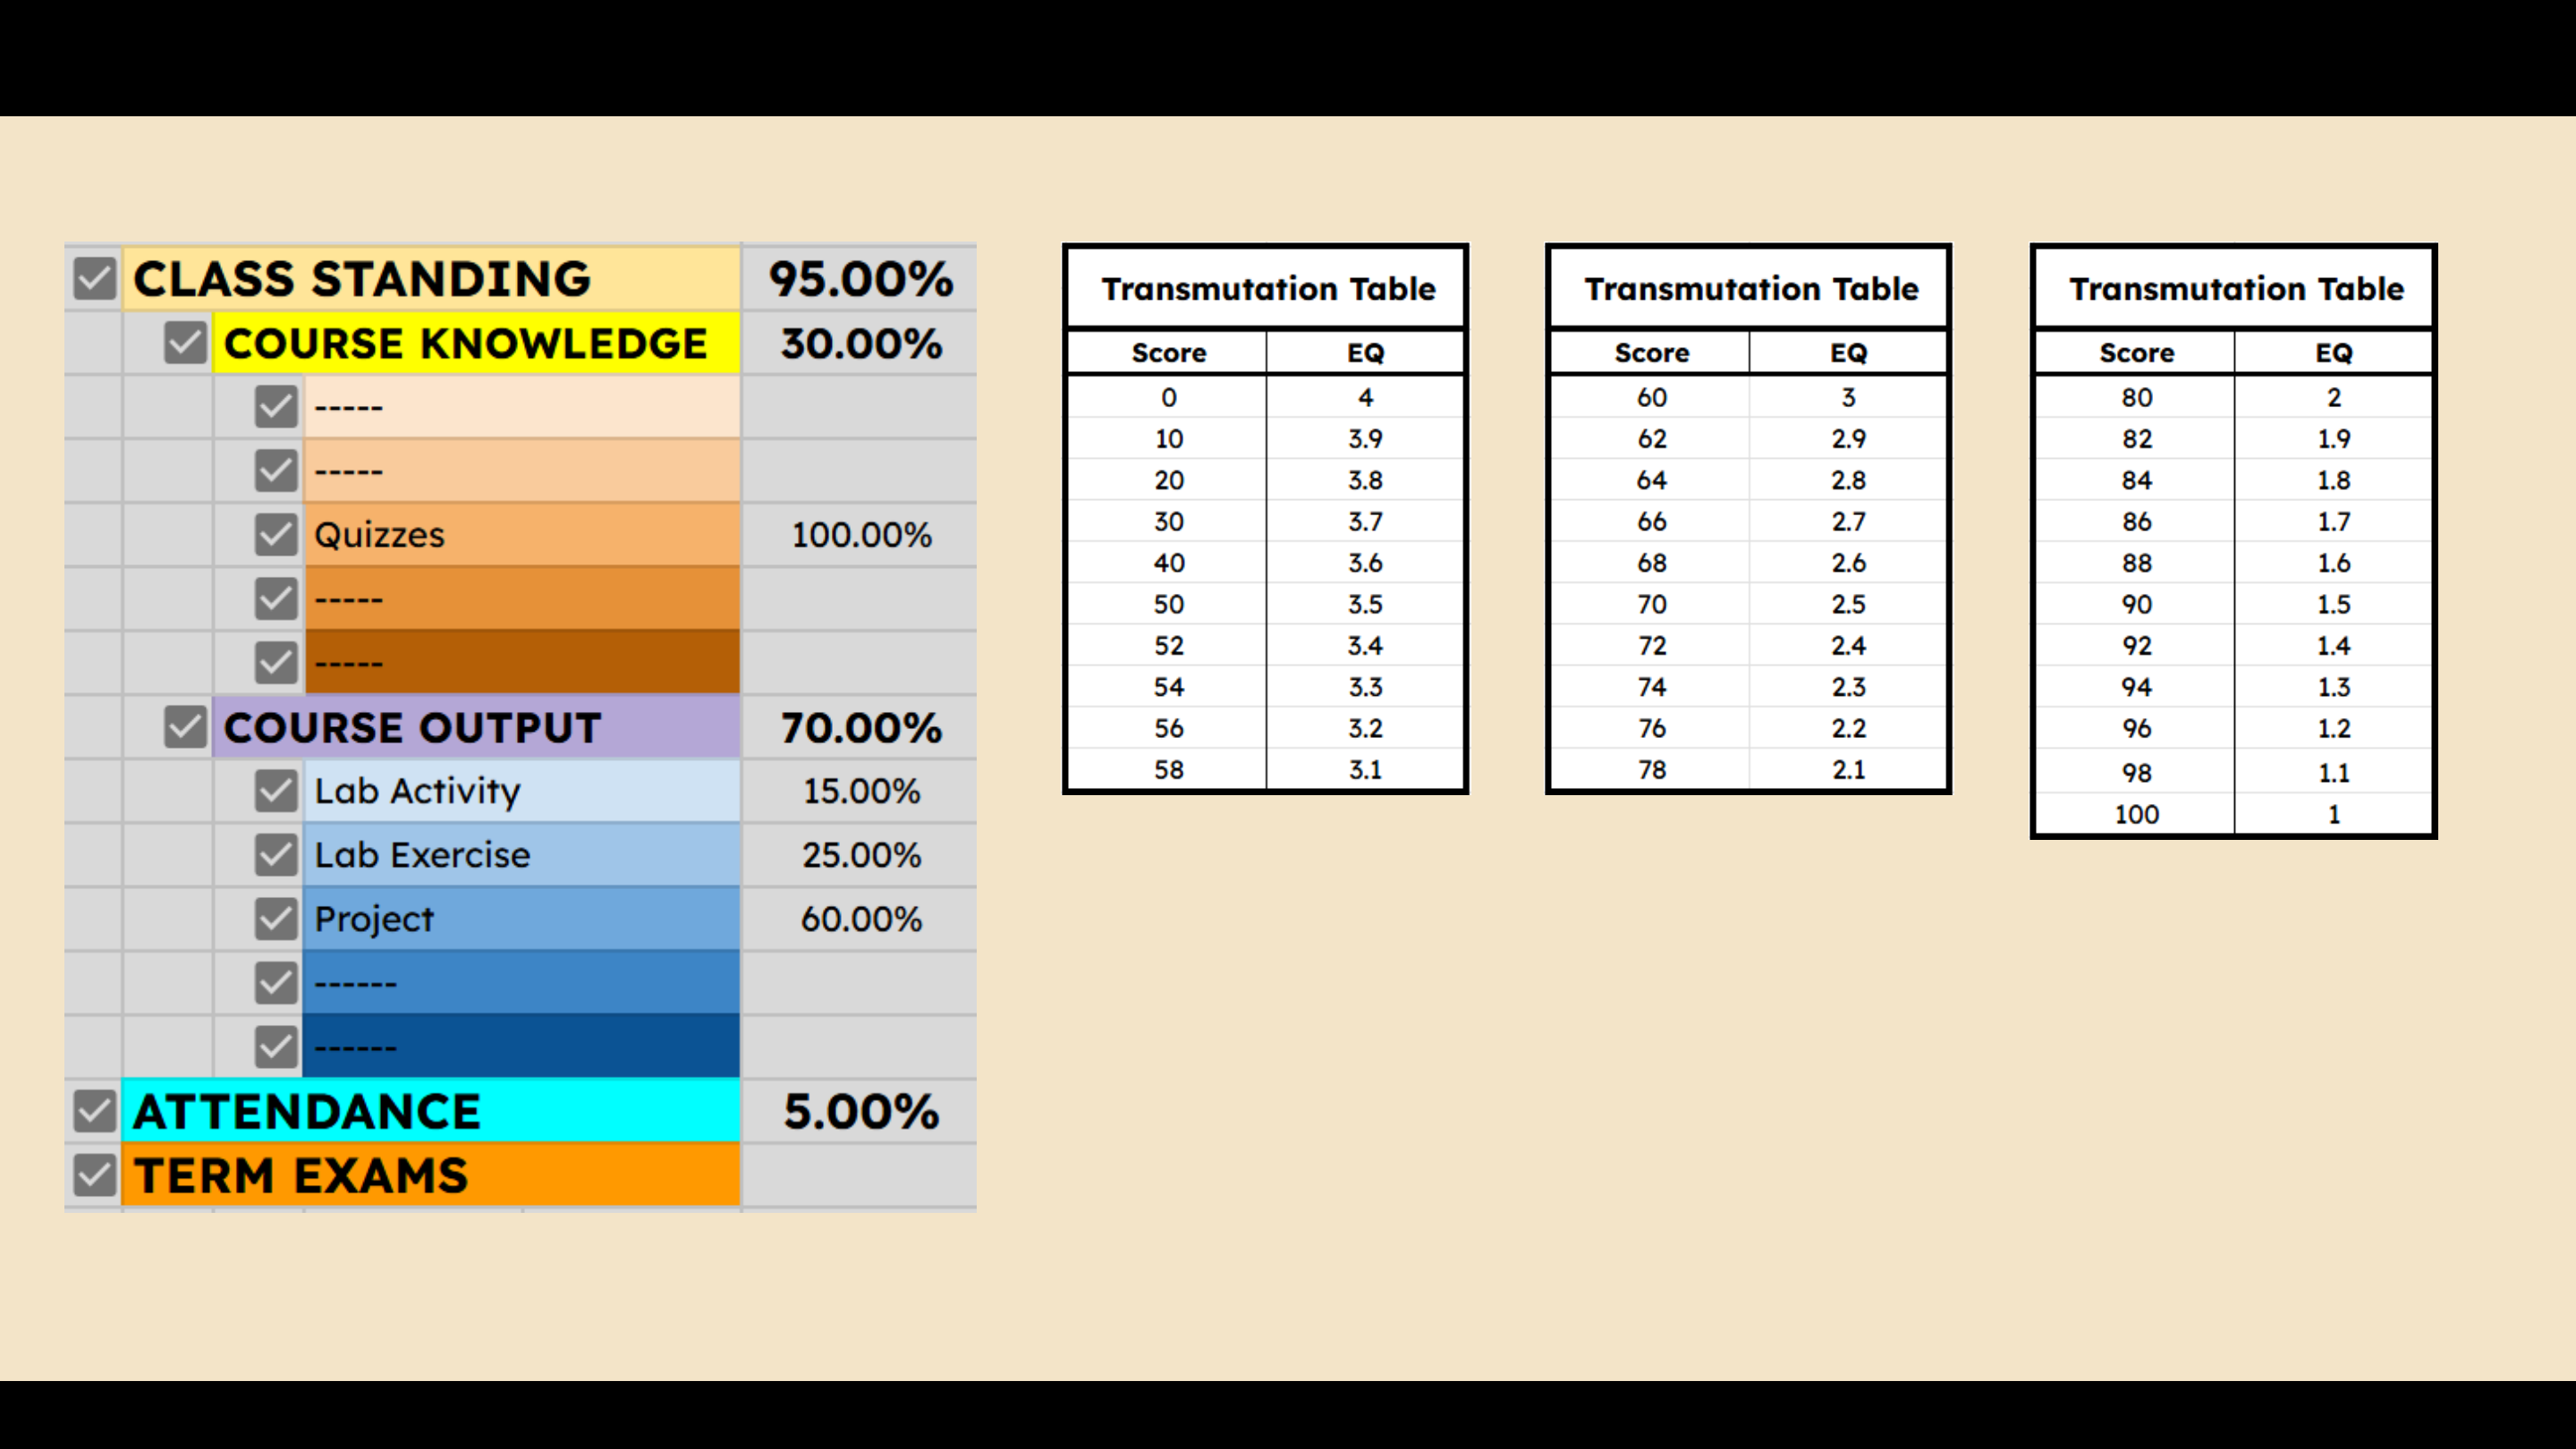 CLASS STANDING 95.00%
COURSE KNOWLEDGE 30.00%
-----
-----
Quizzes 100.00%
-----
-----
COURSE OUTPUT 70.00%
Lab Activity 15.00%
Lab Exercise 25.00%
Project 60.00%
------
------
ATTENDANCE 5.00%
TERM EXAMS
Transmutation Table
Score EQ
0 4
10 3.9
20 3.8
30 3.7
40 3.6
50 3.5
52 3.4
54 3.3
56 3.2
58 3.1
Transmutation Table
Score EQ
60 3
62 2.9
64 2.8
66 2.7
68 2.6
70 2.5
72 2.4
74 2.3
76 2.2
78 2.1
Transmutation Table
Score EQ
80 2
82 1.9
84 1.8
86 1.7
88 1.6
90 1.5
92 1.4
94 1.3
96 1.2
98 1.1
100 1